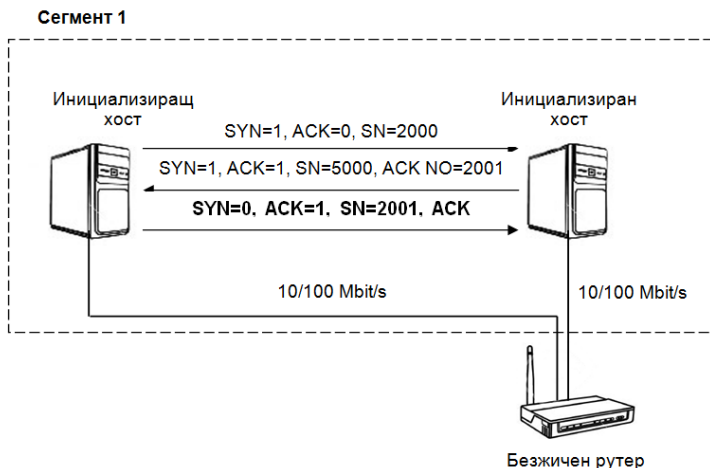 Сегмент 1
Инициализиращ
хост
Инициализиран
хост
SYN=1, ACK=0, SN=2000
SYN=1, ACK=1, SN=5000, ACK NO=2001
SYN=0, ACK=1, SN=2001, ACK
10/100 Mbit/s
10/100 Mbit/s
Безжичен рутер